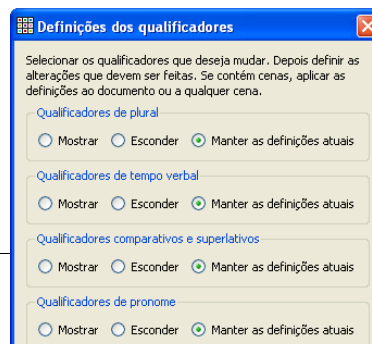 Definições dos qualificadores
Selecionar os qualificadores que deseja mudar. Depois definir as
alterações que devem ser feitas. Se contém cenas, aplicar as
definições ao documento ou a qualquer cena.
Qualificadores de plural
Mostrar Esconder Manter as definições atuais
Qualificadores de tempo verbal
Mostrar Esconder Manter as definições atuais
Qualificadores comparativos e superlativos
Mostrar Esconder Manter as definições atuais
Qualificadores de pronome
Mostrar Esconder Manter as definições atuais